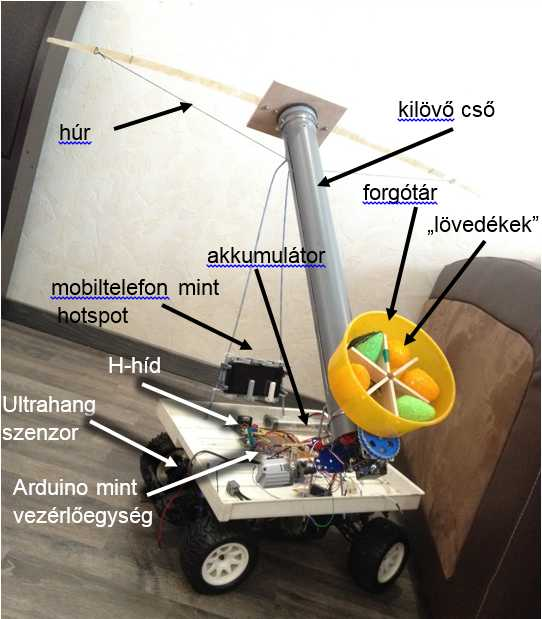 húr
kilövő cső
forgótár
„lövedékek”
akkumulátor
mobiltelefon mint
hotspot
H-híd
Ultrahang
szenzor
Arduino mint
vezérlőegység